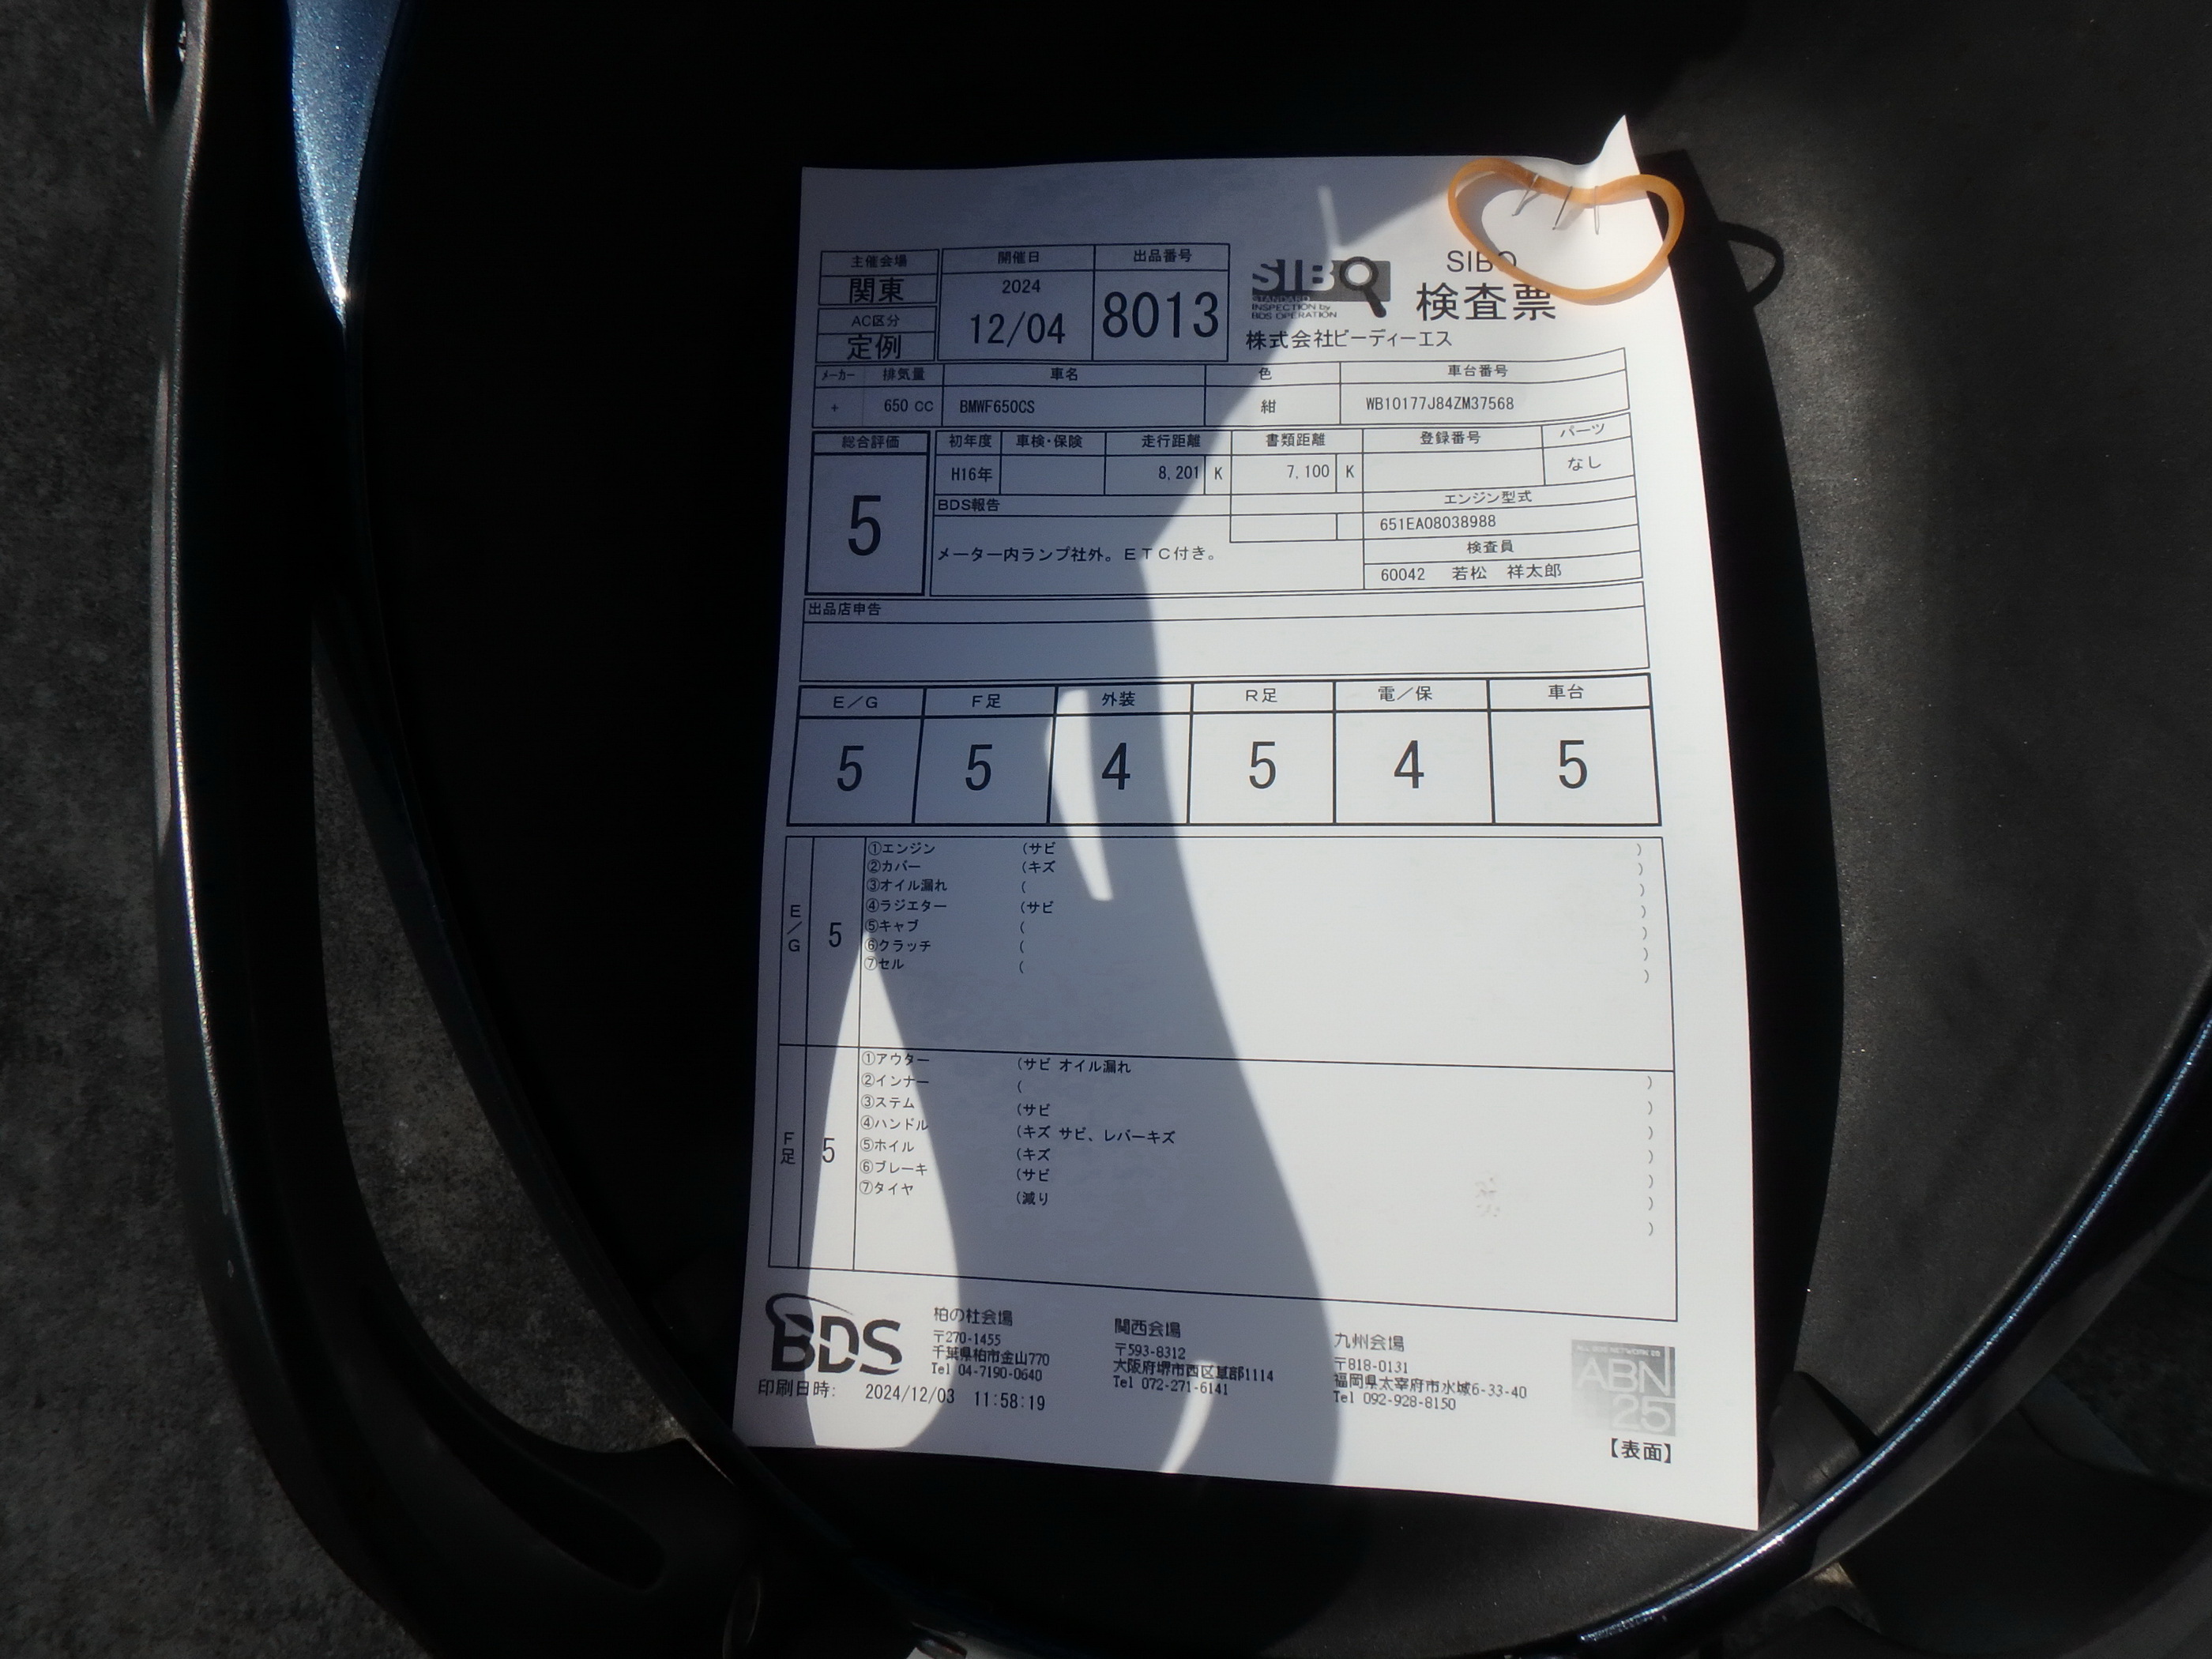 主催会場 開催日 出品番号
関東 2024 12/04 8013
AC区分
定例
SIBO
STANDARD
INSPECTION by
BDS OPERATION
SIBO
検査票
株式会社ビーディーエス
メーカー 排気量 車名 色 車台番号
+ 650 CC BMWF650CS 紺 WB10177J84ZM37568
総合評価 初年度 車検・保険 走行距離 書類距離 登録番号 パーツ
5 H16年 8,201 K 7,100 K なし
BDS報告 エンジン型式
651EA08038988
メーター内ランプ社外。ETC付き。 検査員
60042 若松 祥太郎
出品店申告
E/G F足 外装 R足 電/保 車台
5 5 4 5 4 5
E/G 5
①エンジン (サビ )
②カバー (キズ )
③オイル漏れ ( )
④ラジエター (サビ )
⑤キャブ ( )
⑥クラッチ ( )
⑦セル ( )
F足 5
①アウター (サビ オイル漏れ )
②インナー ( )
③ステム (サビ )
④ハンドル (キズ サビ、レバーキズ )
⑤ホイル (キズ )
⑥ブレーキ (サビ )
⑦タイヤ (減り )
BDS
柏の杜会場
〒270-1455
千葉県柏市金山770
Tel 04-7190-0640
関西会場
〒593-8312
大阪府堺市西区草部1114
Tel 072-271-6141
九州会場
〒818-0131
福岡県太宰府市水城6-33-40
Tel 092-928-8150
ABN
25
印刷日時: 2024/12/03 11:58:19
【表面】